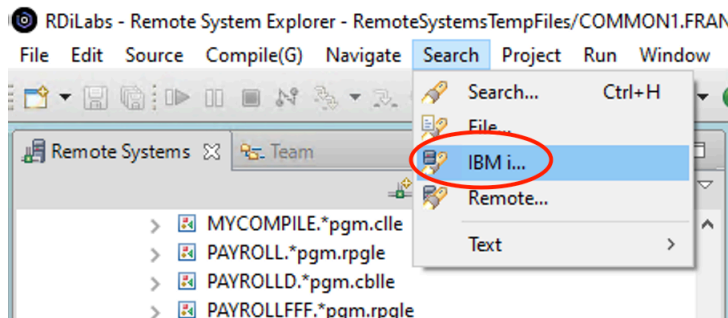 RDiLabs - Remote System Explorer - RemoteSystemsTempFiles/COMMON1.FRAN
File Edit Source Compile(G) Navigate Search Project Run Window
Search... Ctrl+H
File...
Remote Systems Team
IBM i...
Remote...
MYCOMPILE.*pgm.clle
Text
PAYROLL.*pgm.rpgle
PAYROLLD.*pgm.cblle
PAYROLLFFF.*pgm.rpgle